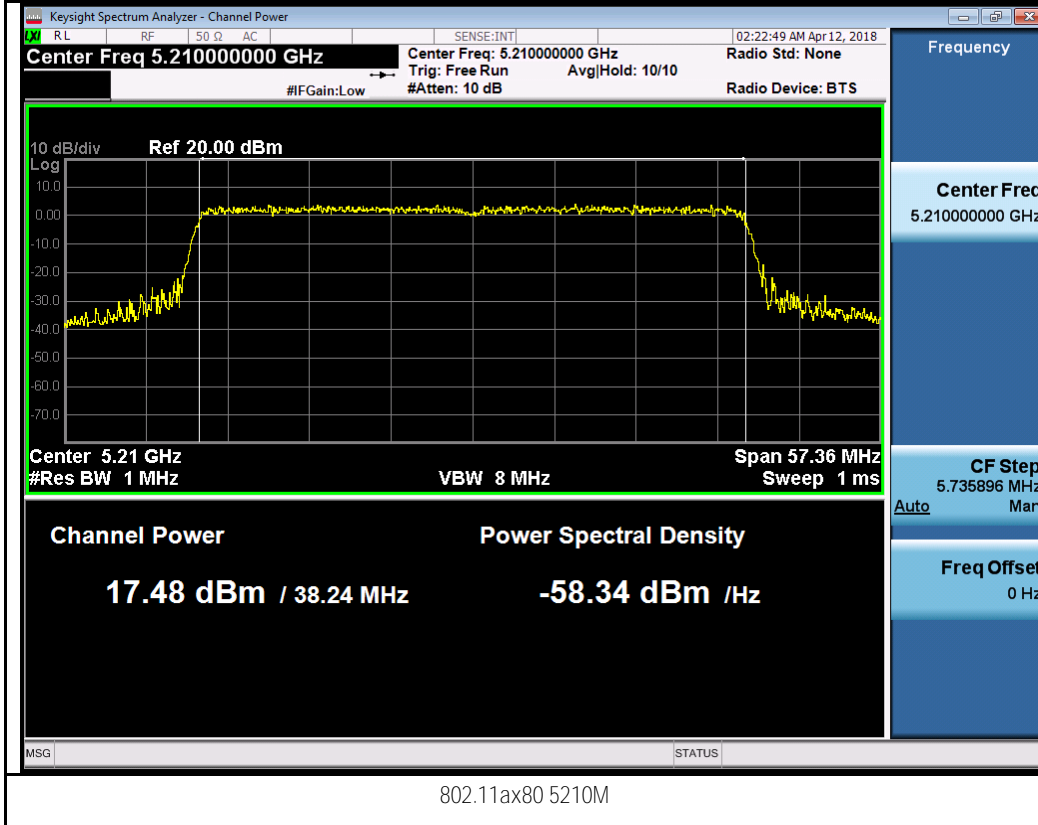 Keysight Spectrum Analyzer - Channel Power
LXI RL RF 50 Ω AC SENSE:INT 02:22:49 AM Apr 12, 2018
Center Freq 5.210000000 GHz
#IFGain:Low
Center Freq: 5.210000000 GHz
Trig: Free Run Avg|Hold: 10/10
#Atten: 10 dB
Radio Std: None
Radio Device: BTS
10 dB/div Ref 20.00 dBm
Log
10.0
0.00
-10.0
-20.0
-30.0
-40.0
-50.0
-60.0
-70.0
Center 5.21 GHz Span 57.36 MHz
#Res BW 1 MHz VBW 8 MHz Sweep 1 ms
Channel Power Power Spectral Density
17.48 dBm / 38.24 MHz -58.34 dBm /Hz
MSG STATUS
Frequency
Center Freq
5.210000000 GHz
CF Step
5.735896 MHz
Auto Man
Freq Offset
0 Hz
802.11ax80 5210M